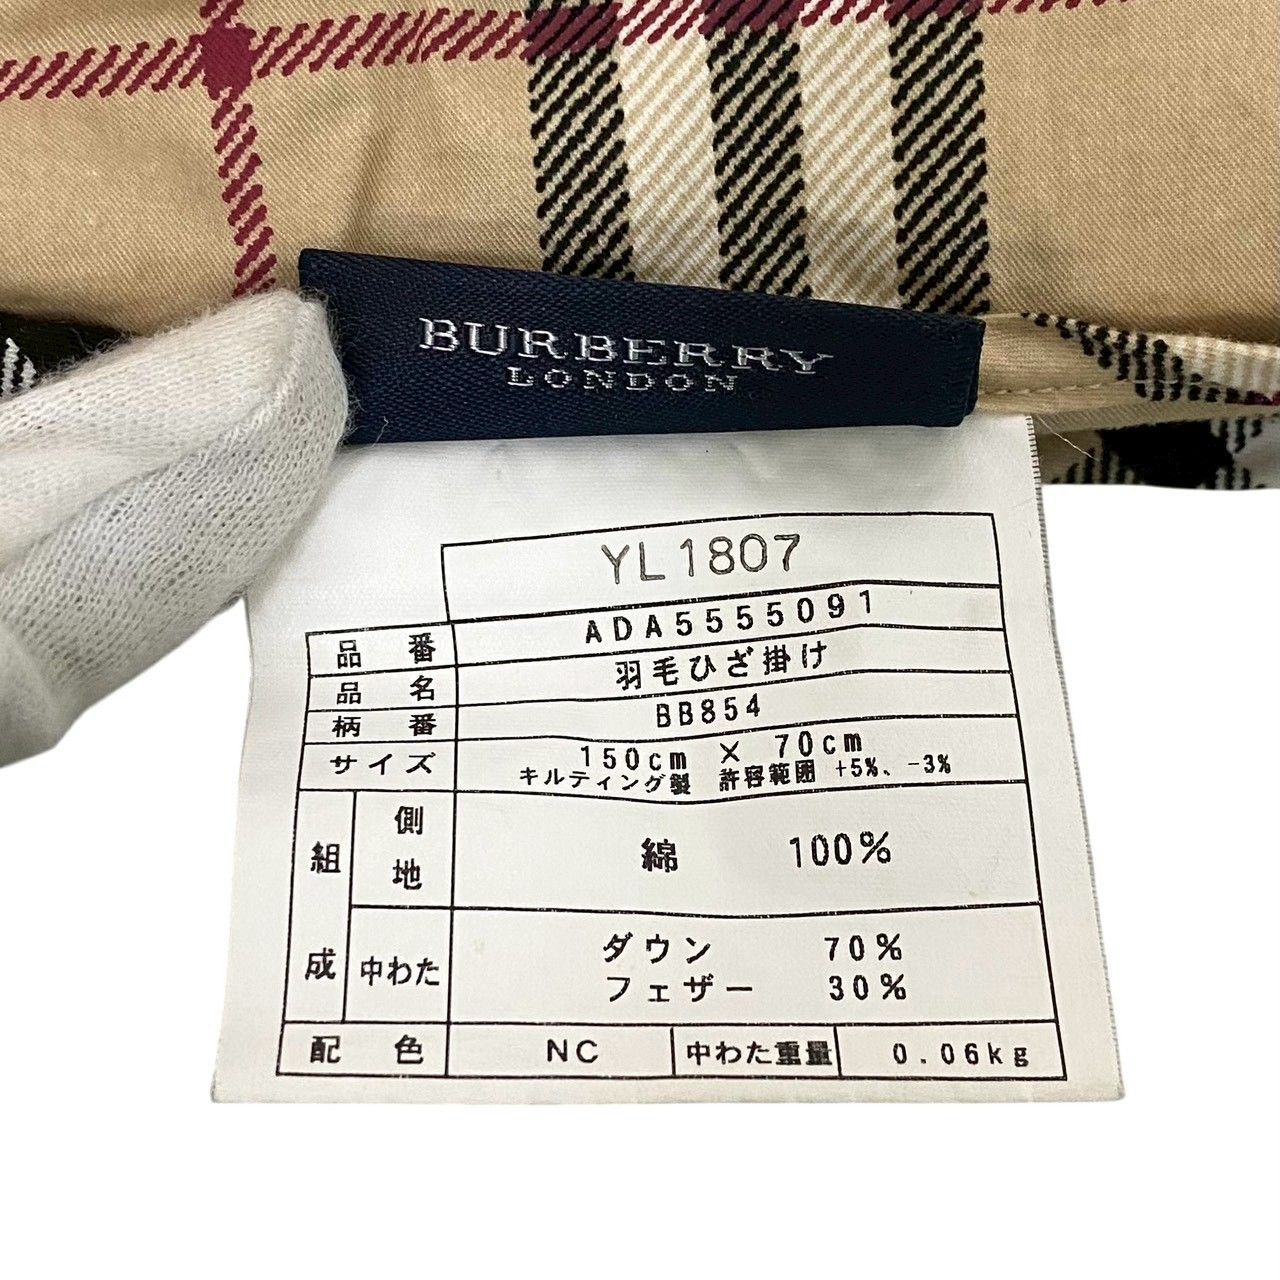 BURBERRY
LONDON
YL1807
品番 ADA5555091
品名 羽毛ひざ掛け
柄番 BB854
サイズ 150cm × 70cm
キルティング製 許容範囲 +5%、-3%
組成 側地 綿 100%
中わた ダウン 70%
フェザー 30%
配色 NC 中わた重量 0.06kg